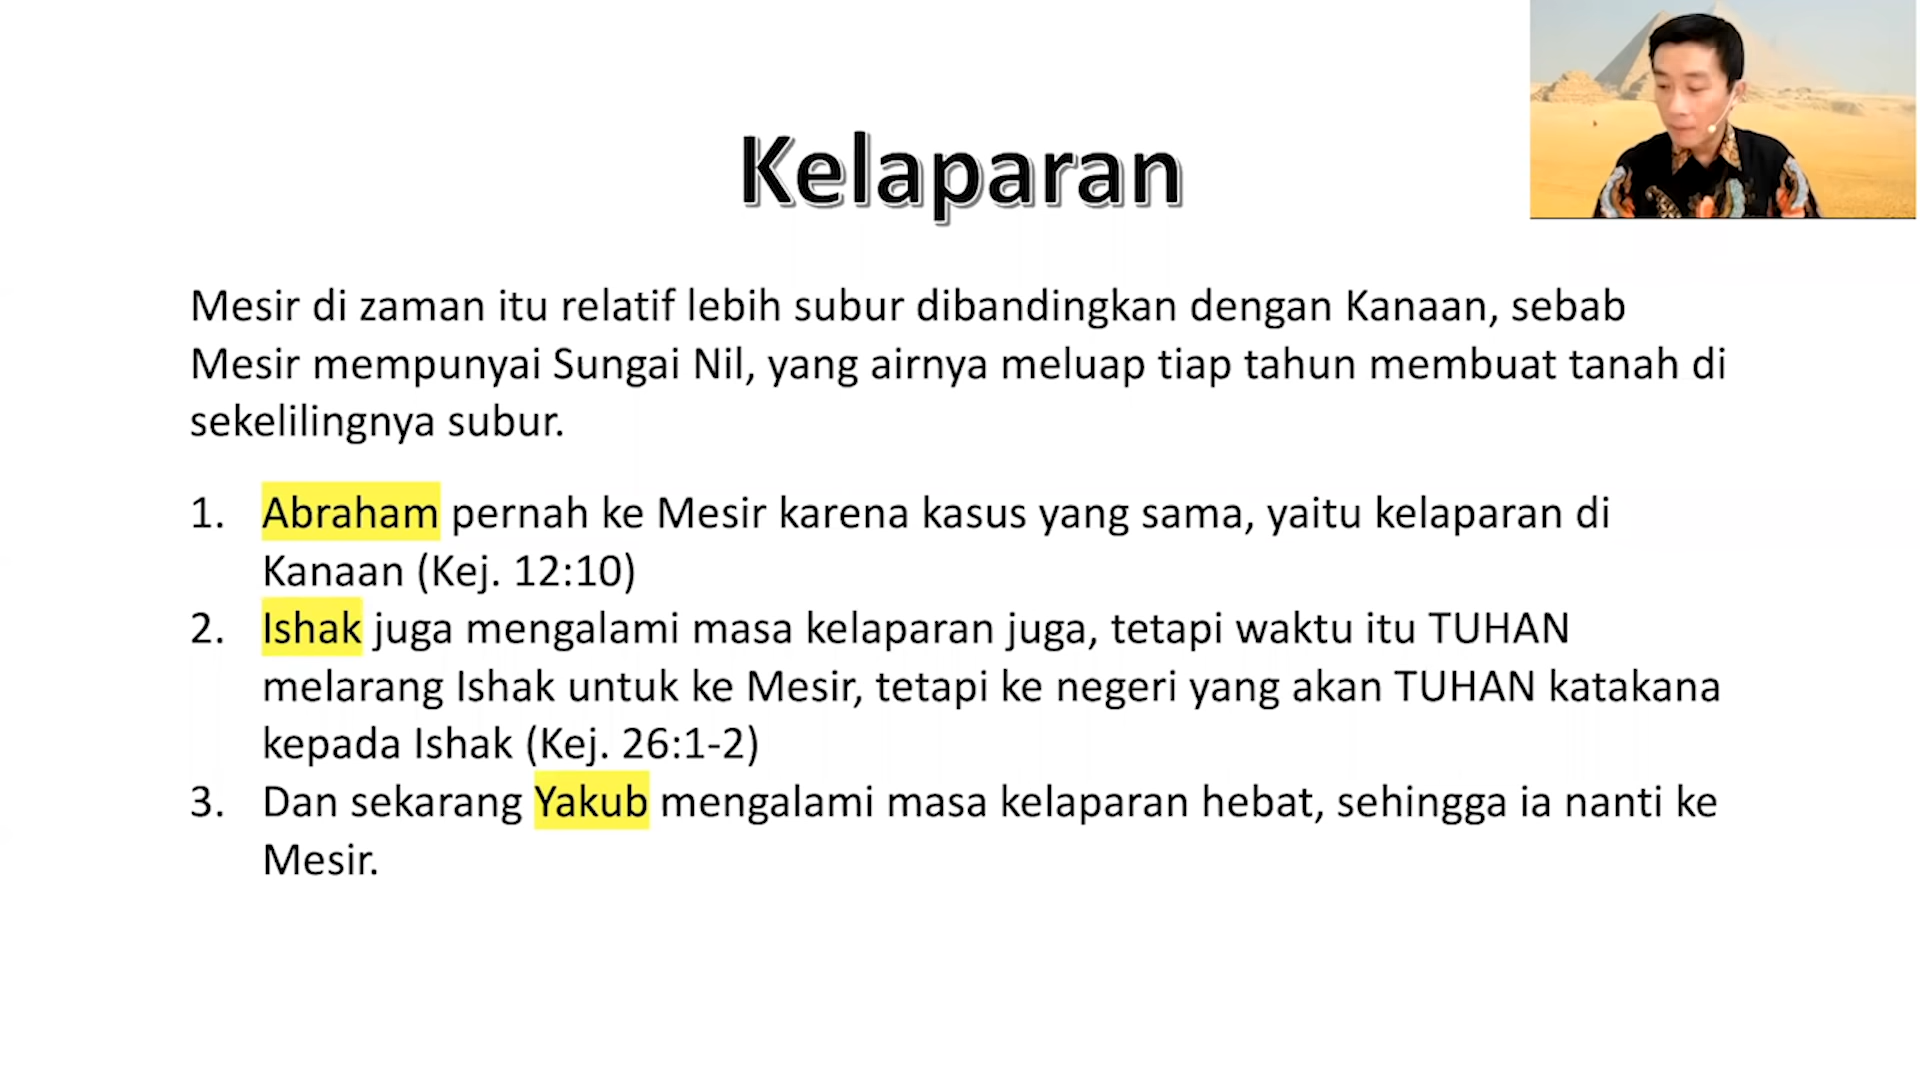 Kelaparan
Mesir di zaman itu relatif lebih subur dibandingkan dengan Kanaan, sebab
Mesir mempunyai Sungai Nil, yang airnya meluap tiap tahun membuat tanah di
sekelilingnya subur.
1. Abraham pernah ke Mesir karena kasus yang sama, yaitu kelaparan di
Kanaan (Kej. 12:10)
2. Ishak juga mengalami masa kelaparan juga, tetapi waktu itu TUHAN
melarang Ishak untuk ke Mesir, tetapi ke negeri yang akan TUHAN katakana
kepada Ishak (Kej. 26:1-2)
3. Dan sekarang Yakub mengalami masa kelaparan hebat, sehingga ia nanti ke
Mesir.